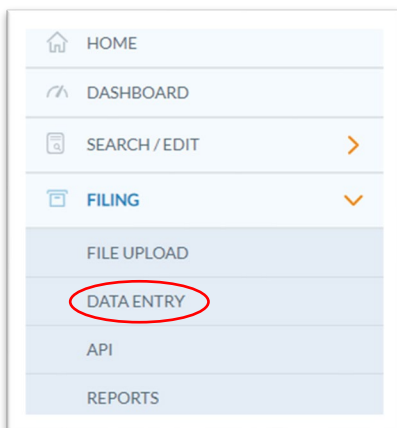 HOME
DASHBOARD
SEARCH / EDIT
FILING
FILE UPLOAD
DATA ENTRY
API
REPORTS